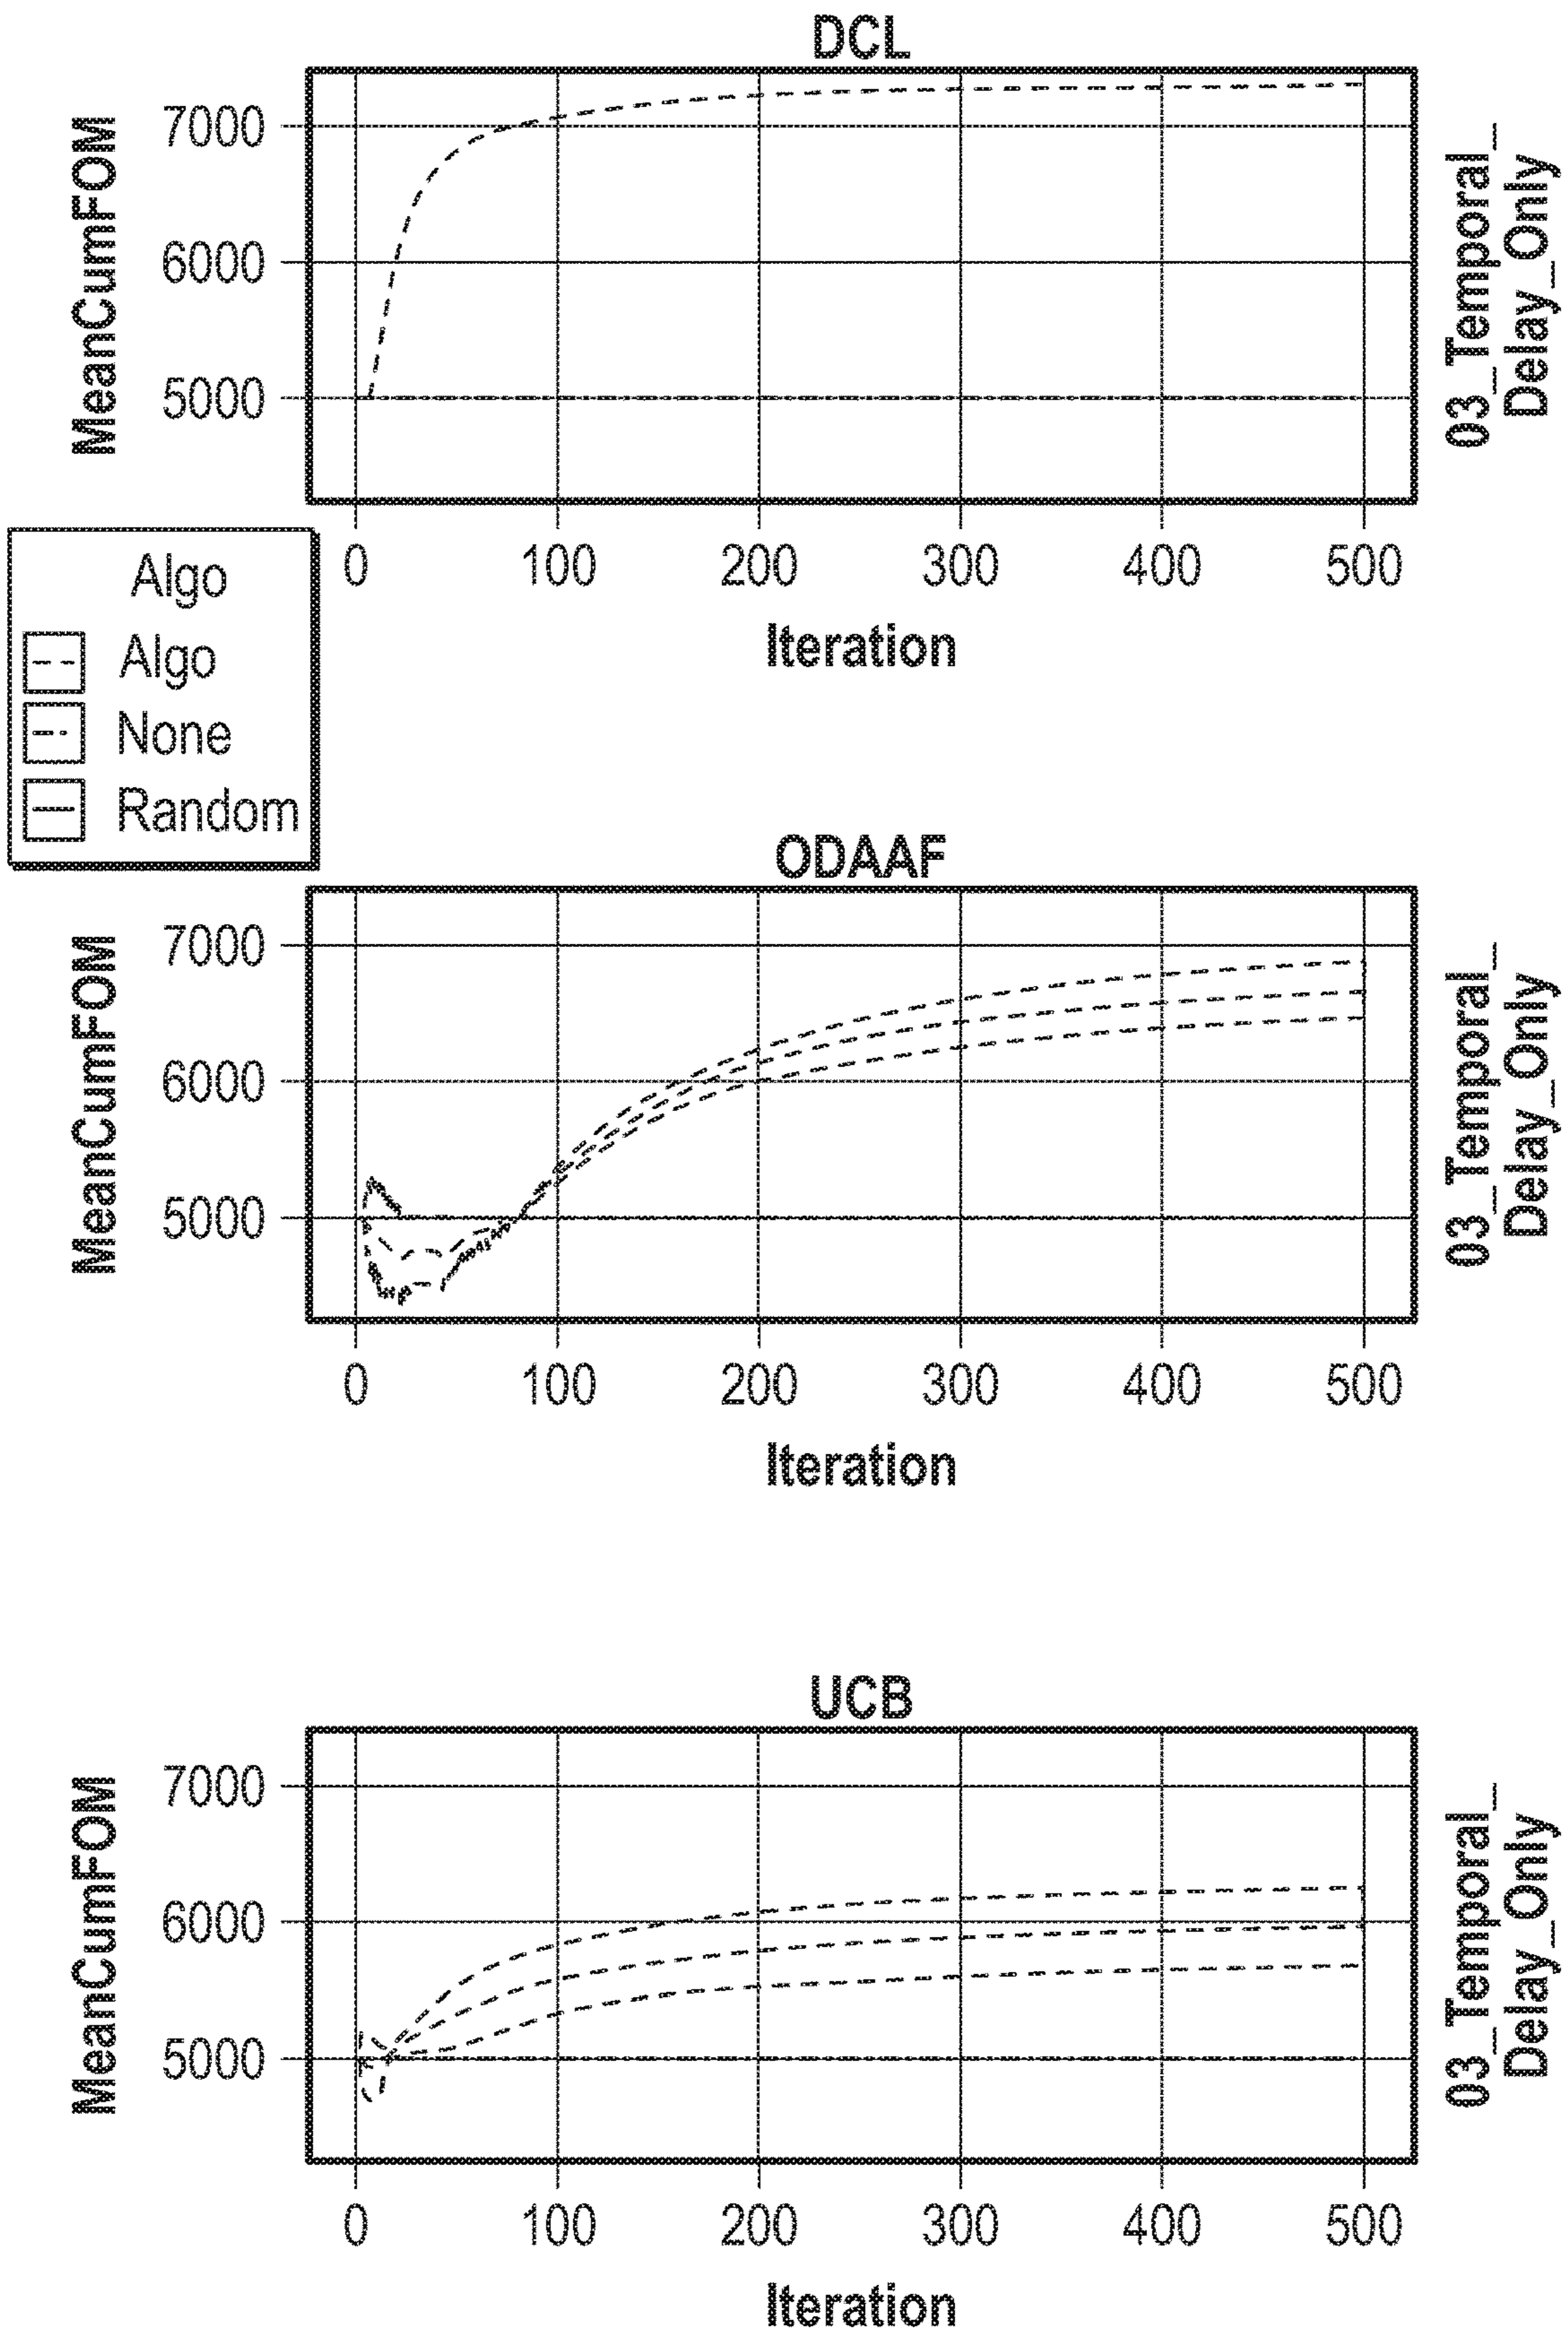 DCL
MeanCumFOM
7000
6000
5000
03_Temporal_
Delay_Only
0 100 200 300 400 500
Iteration
Algo
Algo
None
Random
ODAAF
MeanCumFOM
7000
6000
5000
03_Temporal_
Delay_Only
0 100 200 300 400 500
Iteration
UCB
MeanCumFOM
7000
6000
5000
03_Temporal_
Delay_Only
0 100 200 300 400 500
Iteration